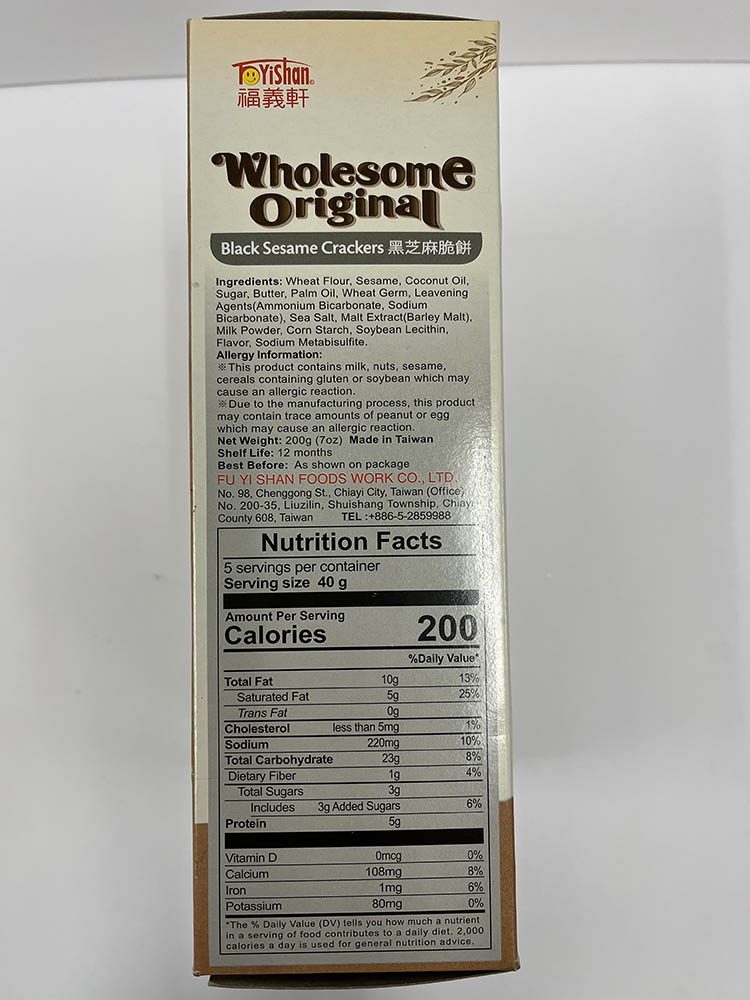 FOYiShan®
福義軒
Wholesome
Original
Black Sesame Crackers 黑芝麻脆餅
Ingredients: Wheat Flour, Sesame, Coconut Oil,
Sugar, Butter, Palm Oil, Wheat Germ, Leavening
Agents(Ammonium Bicarbonate, Sodium
Bicarbonate), Sea Salt, Malt Extract(Barley Malt),
Milk Powder, Corn Starch, Soybean Lecithin,
Flavor, Sodium Metabisulfite.
Allergy Information:
※This product contains milk, nuts, sesame,
cereals containing gluten or soybean which may
cause an allergic reaction.
※Due to the manufacturing process, this product
may contain trace amounts of peanut or egg
which may cause an allergic reaction.
Net Weight: 200g (7oz) Made in Taiwan
Shelf Life: 12 months
Best Before: As shown on package
FU YI SHAN FOODS WORK CO., LTD.
No. 98, Chenggong St., Chiayi City, Taiwan (Office)
No. 200-35, Liuzilin, Shuishang Township, Chiayi
County 608, Taiwan TEL :+886-5-2859988
Nutrition Facts
5 servings per container
Serving size 40 g
Amount Per Serving
Calories 200
%Daily Value*
Total Fat 10g 13%
Saturated Fat 5g 25%
Trans Fat 0g
Cholesterol less than 5mg 1%
Sodium 220mg 10%
Total Carbohydrate 23g 8%
Dietary Fiber 1g 4%
Total Sugars 3g
Includes 3g Added Sugars 6%
Protein 5g
Vitamin D 0mcg 0%
Calcium 108mg 8%
Iron 1mg 6%
Potassium 80mg 0%
*The % Daily Value (DV) tells you how much a nutrient
in a serving of food contributes to a daily diet. 2,000
calories a day is used for general nutrition advice.